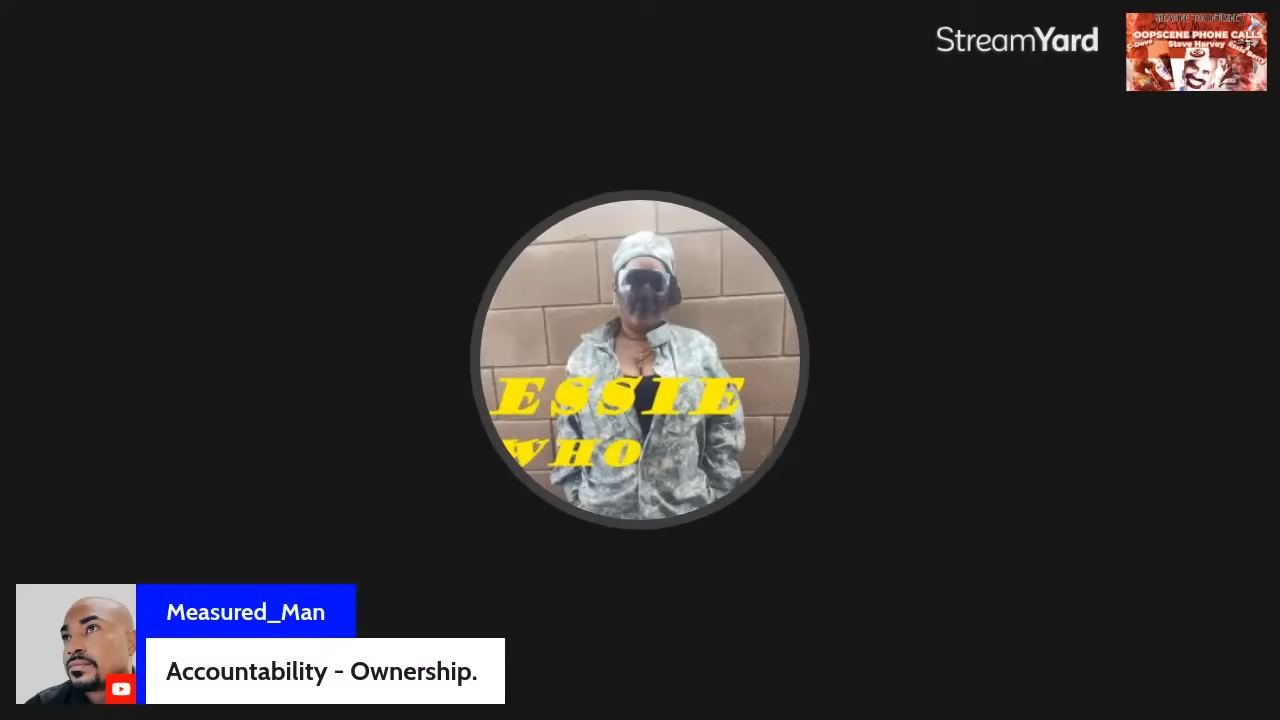 StreamYard
OOPSCENE PHONE CALLS
Steve Harvey
ESSIE
WHO
Measured_Man
Accountability - Ownership.